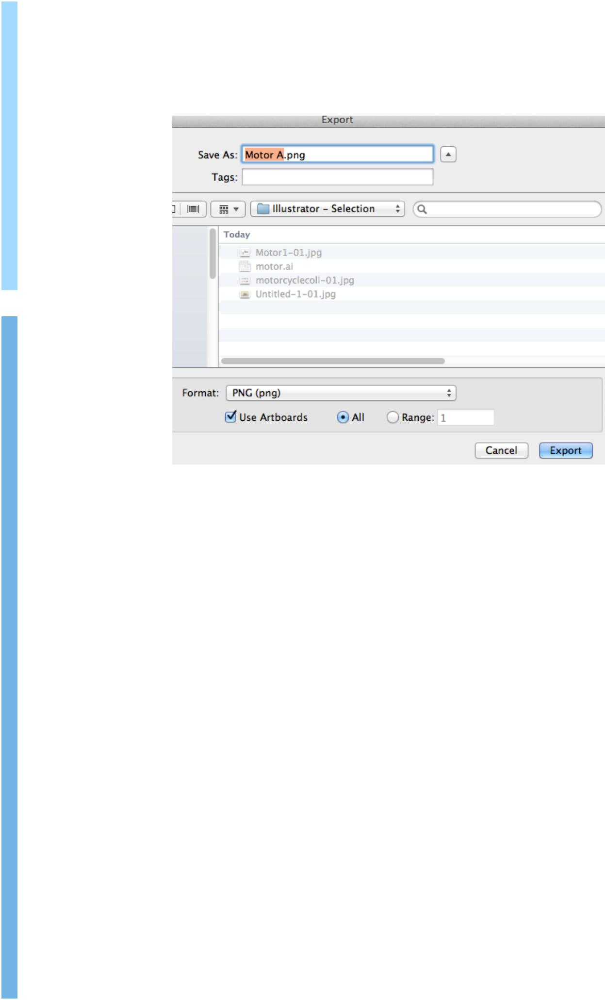 Export
Save As: Motor A.png
Tags:
Illustrator – Selection
Today
Motor1-01.jpg
motor.ai
motorcyclecoll-01.jpg
Untitled-1-01.jpg
Format: PNG (png)
Use Artboards All Range: 1
Cancel Export